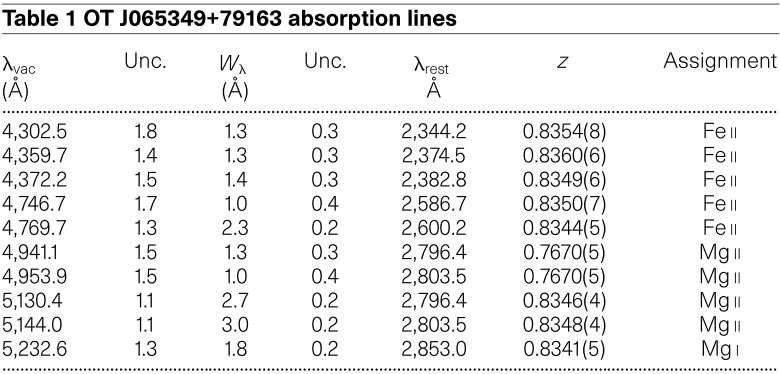 Table 1 OT J065349+79163 absorption lines
λvac Unc. Wλ Unc. λrest z Assignment
(Å) (Å) Å
4,302.5 1.8 1.3 0.3 2,344.2 0.8354(8) Fe II
4,359.7 1.4 1.3 0.3 2,374.5 0.8360(6) Fe II
4,372.2 1.5 1.4 0.3 2,382.8 0.8349(6) Fe II
4,746.7 1.7 1.0 0.4 2,586.7 0.8350(7) Fe II
4,769.7 1.3 2.3 0.2 2,600.2 0.8344(5) Fe II
4,941.1 1.5 1.3 0.3 2,796.4 0.7670(5) Mg II
4,953.9 1.5 1.0 0.4 2,803.5 0.7670(5) Mg II
5,130.4 1.1 2.7 0.2 2,796.4 0.8346(4) Mg II
5,144.0 1.1 3.0 0.2 2,803.5 0.8348(4) Mg II
5,232.6 1.3 1.8 0.2 2,853.0 0.8341(5) Mg I